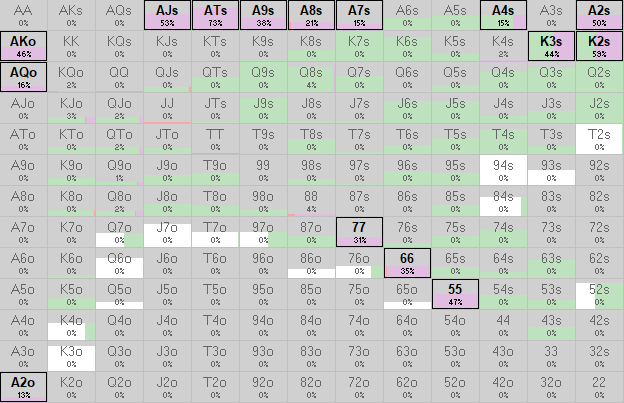 AA AKs AQs AJs ATs A9s A8s A7s A6s A5s A4s A3s A2s
0% 0% 0% 53% 73% 38% 21% 15% 0% 0% 15% 0% 50%
AKo KK KQs KJs KTs K9s K8s K7s K6s K5s K4s K3s K2s
46% 0% 0% 0% 0% 0% 0% 0% 0% 0% 2% 44% 59%
AQo KQo QQ QJs QTs Q9s Q8s Q7s Q6s Q5s Q4s Q3s Q2s
16% 2% 0% 0% 0% 0% 4% 0% 0% 0% 0% 0% 0%
AJo KJo QJo JJ JTs J9s J8s J7s J6s J5s J4s J3s J2s
0% 3% 2% 0% 0% 0% 0% 0% 0% 0% 0% 0% 0%
ATo KTo QTo JTo TT T9s T8s T7s T6s T5s T4s T3s T2s
0% 0% 2% 0% 0% 0% 0% 0% 0% 0% 0% 0% 0%
A9o K9o Q9o J9o T9o 99 98s 97s 96s 95s 94s 93s 92s
0% 0% 1% 0% 0% 0% 0% 0% 0% 0% 0% 0% 0%
A8o K8o Q8o J8o T8o 98o 88 87s 86s 85s 84s 83s 82s
0% 0% 2% 0% 0% 0% 4% 0% 0% 0% 0% 0% 0%
A7o K7o Q7o J7o T7o 97o 87o 77 76s 75s 74s 73s 72s
0% 0% 0% 0% 0% 0% 0% 31% 0% 0% 0% 0% 0%
A6o K6o Q6o J6o T6o 96o 86o 76o 66 65s 64s 63s 62s
0% 0% 0% 0% 0% 0% 0% 0% 35% 0% 0% 0% 0%
A5o K5o Q5o J5o T5o 95o 85o 75o 65o 55 54s 53s 52s
0% 0% 0% 0% 0% 0% 0% 0% 0% 47% 0% 0% 0%
A4o K4o Q4o J4o T4o 94o 84o 74o 64o 54o 44 43s 42s
0% 0% 0% 0% 0% 0% 0% 0% 0% 0% 0% 0% 0%
A3o K3o Q3o J3o T3o 93o 83o 73o 63o 53o 43o 33 32s
0% 0% 0% 0% 0% 0% 0% 0% 0% 0% 0% 0% 0%
A2o K2o Q2o J2o T2o 92o 82o 72o 62o 52o 42o 32o 22
13% 0% 0% 0% 0% 0% 0% 0% 0% 0% 0% 0% 0%